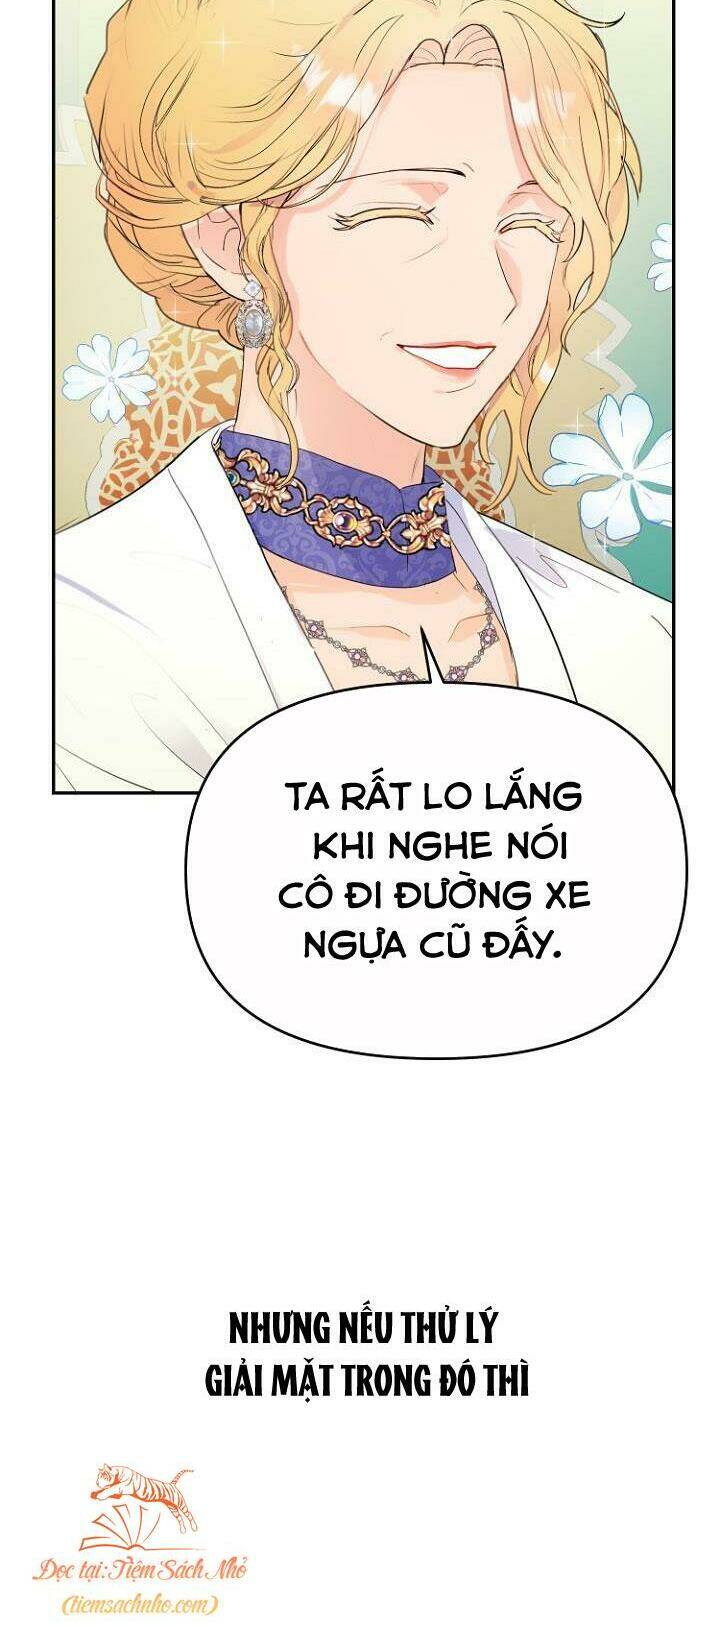 TA RẤT LO LẮNG
KHI NGHE NÓI
CÔ ĐI ĐƯỜNG XE
NGỰA CŨ ĐẤY.
NHƯNG NẾU THỬ LÝ
GIẢI MẬT TRONG ĐÓ THÌ
Đọc tại: Tiệm Sách Nhỏ
(tiemsachnho.com)